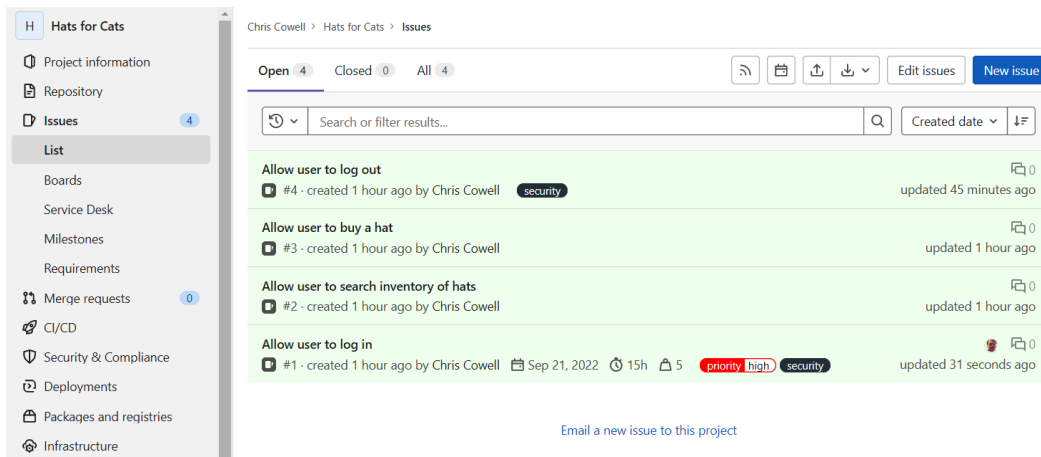 H Hats for Cats
Project information
Repository
Issues 4
List
Boards
Service Desk
Milestones
Requirements
Merge requests 0
CI/CD
Security & Compliance
Deployments
Packages and registries
Infrastructure
Chris Cowell > Hats for Cats > Issues
Open 4 Closed 0 All 4 Edit issues New issue
Search or filter results... Created date
Allow user to log out 0
#4 · created 1 hour ago by Chris Cowell security updated 45 minutes ago
Allow user to buy a hat 0
#3 · created 1 hour ago by Chris Cowell updated 1 hour ago
Allow user to search inventory of hats 0
#2 · created 1 hour ago by Chris Cowell updated 1 hour ago
Allow user to log in 0
#1 · created 1 hour ago by Chris Cowell Sep 21, 2022 15h 5 priority high security updated 31 seconds ago
Email a new issue to this project